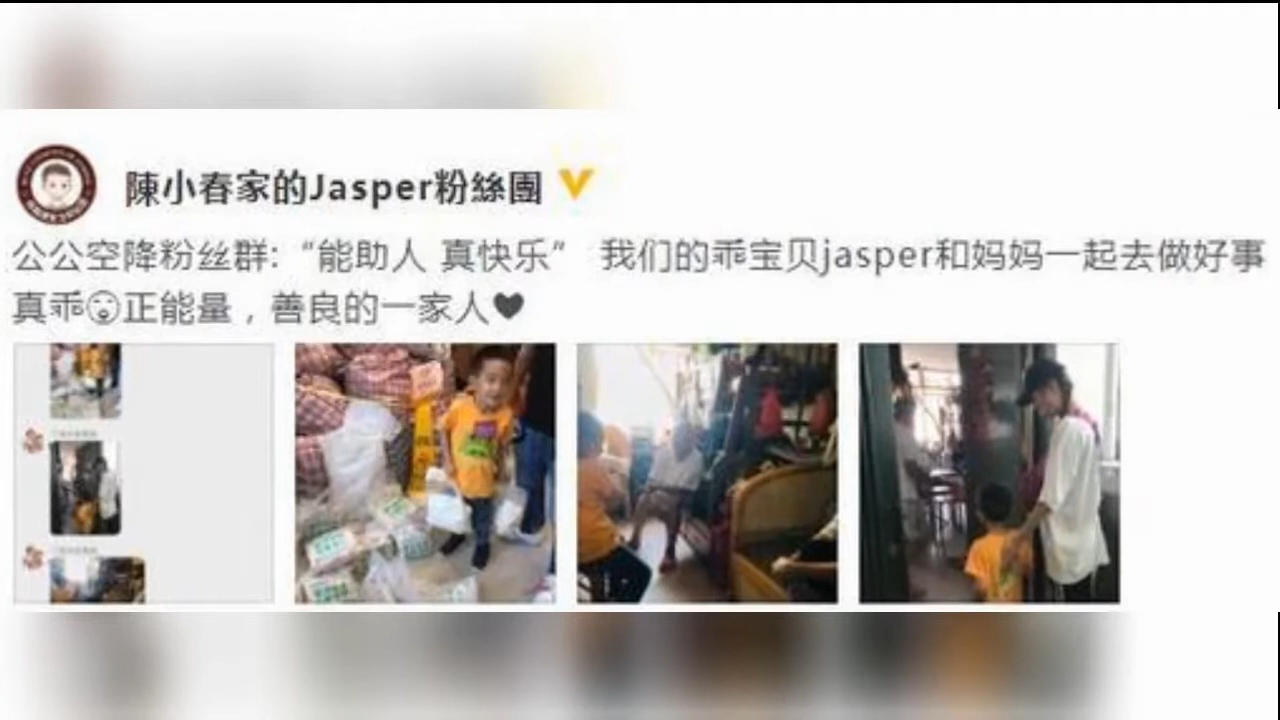 陳小春家的Jasper粉絲團
公公空降粉丝群:“能助人 真快乐” 我们的乖宝贝jasper和妈妈一起去做好事
真乖😮正能量，善良的一家人♥